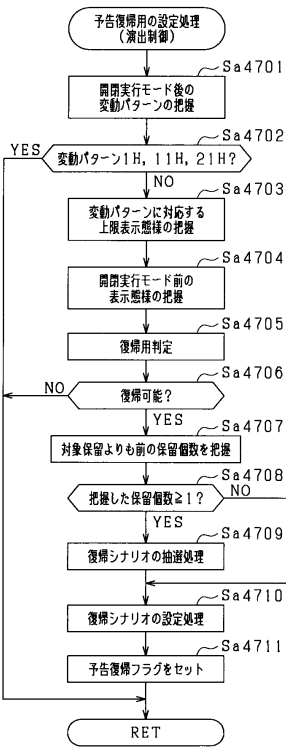 予告復帰用の設定処理
(演出制御)
Sa4701
開閉実行モード後の
変動パターンの把握
Sa4702
YES
変動パターン1H, 11H, 21H?
NO
Sa4703
変動パターンに対応する
上限表示態様の把握
Sa4704
開閉実行モード前の
表示態様の把握
Sa4705
復帰用判定
Sa4706
NO
復帰可能?
YES
Sa4707
対象保留よりも前の保留個数を把握
Sa4708
把握した保留個数≧1?
NO
YES
Sa4709
復帰シナリオの抽選処理
Sa4710
復帰シナリオの設定処理
Sa4711
予告復帰フラグをセット
RET